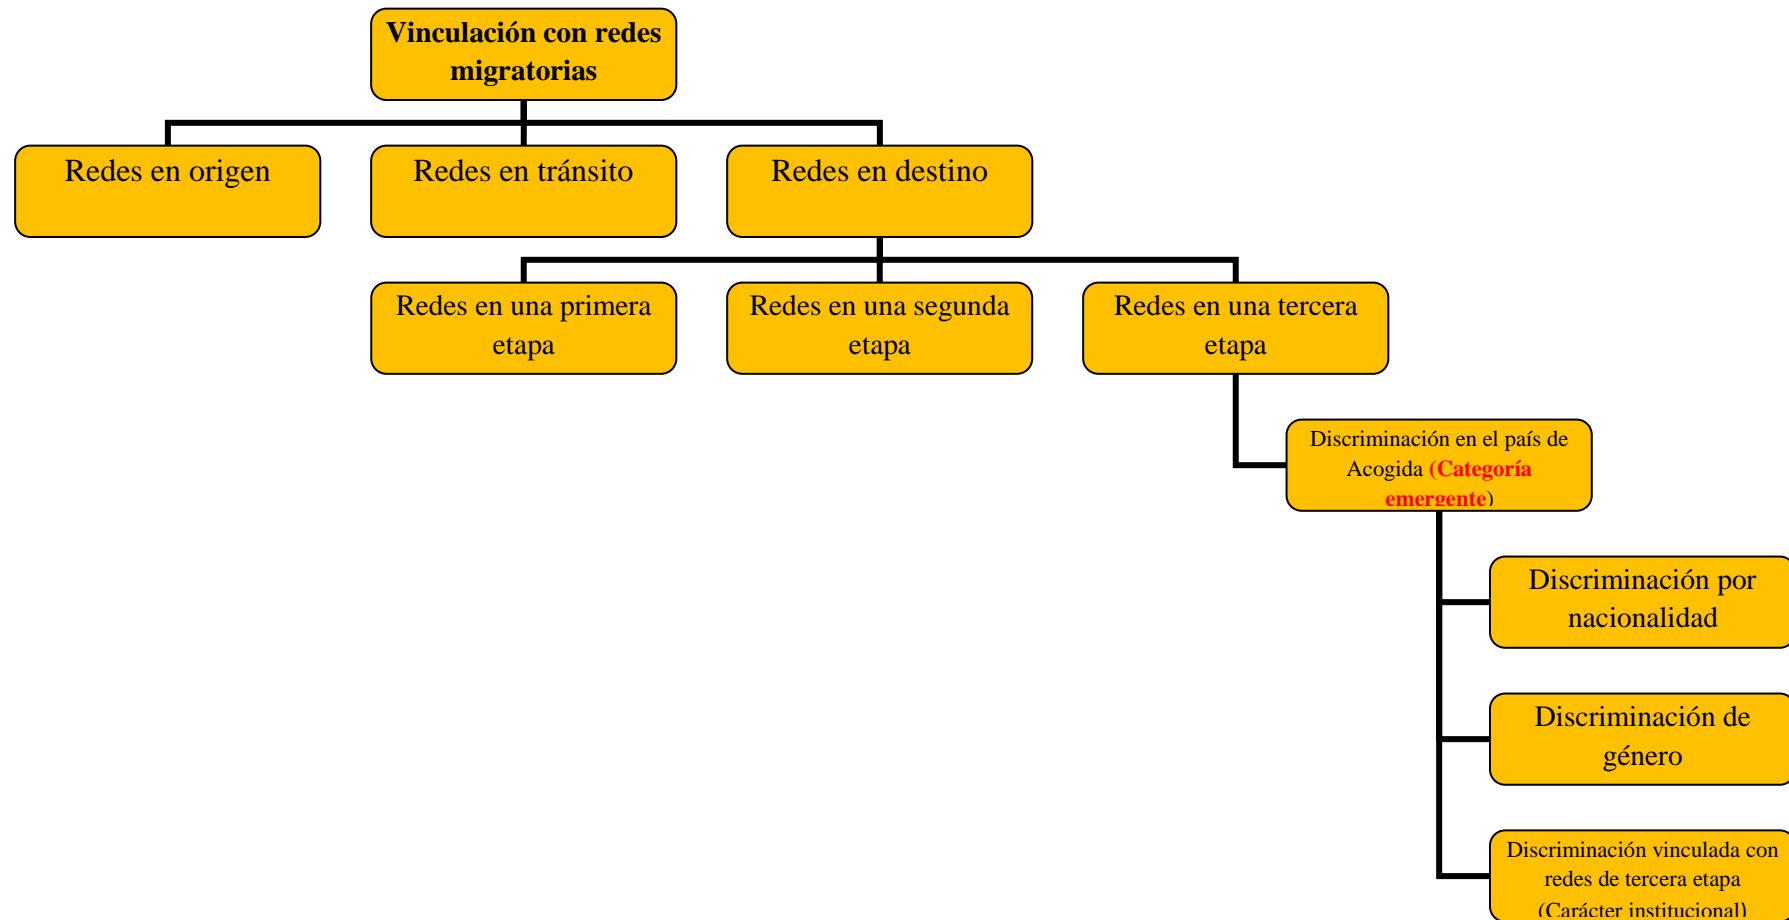 Vinculación con redes
migratorias
Redes en origen
Redes en tránsito
Redes en destino
Redes en una primera
etapa
Redes en una segunda
etapa
Redes en una tercera
etapa
Discriminación en el país de
Acogida (Categoría
emergente)
Discriminación por
nacionalidad
Discriminación de
género
Discriminación vinculada con
redes de tercera etapa
(Carácter institucional)